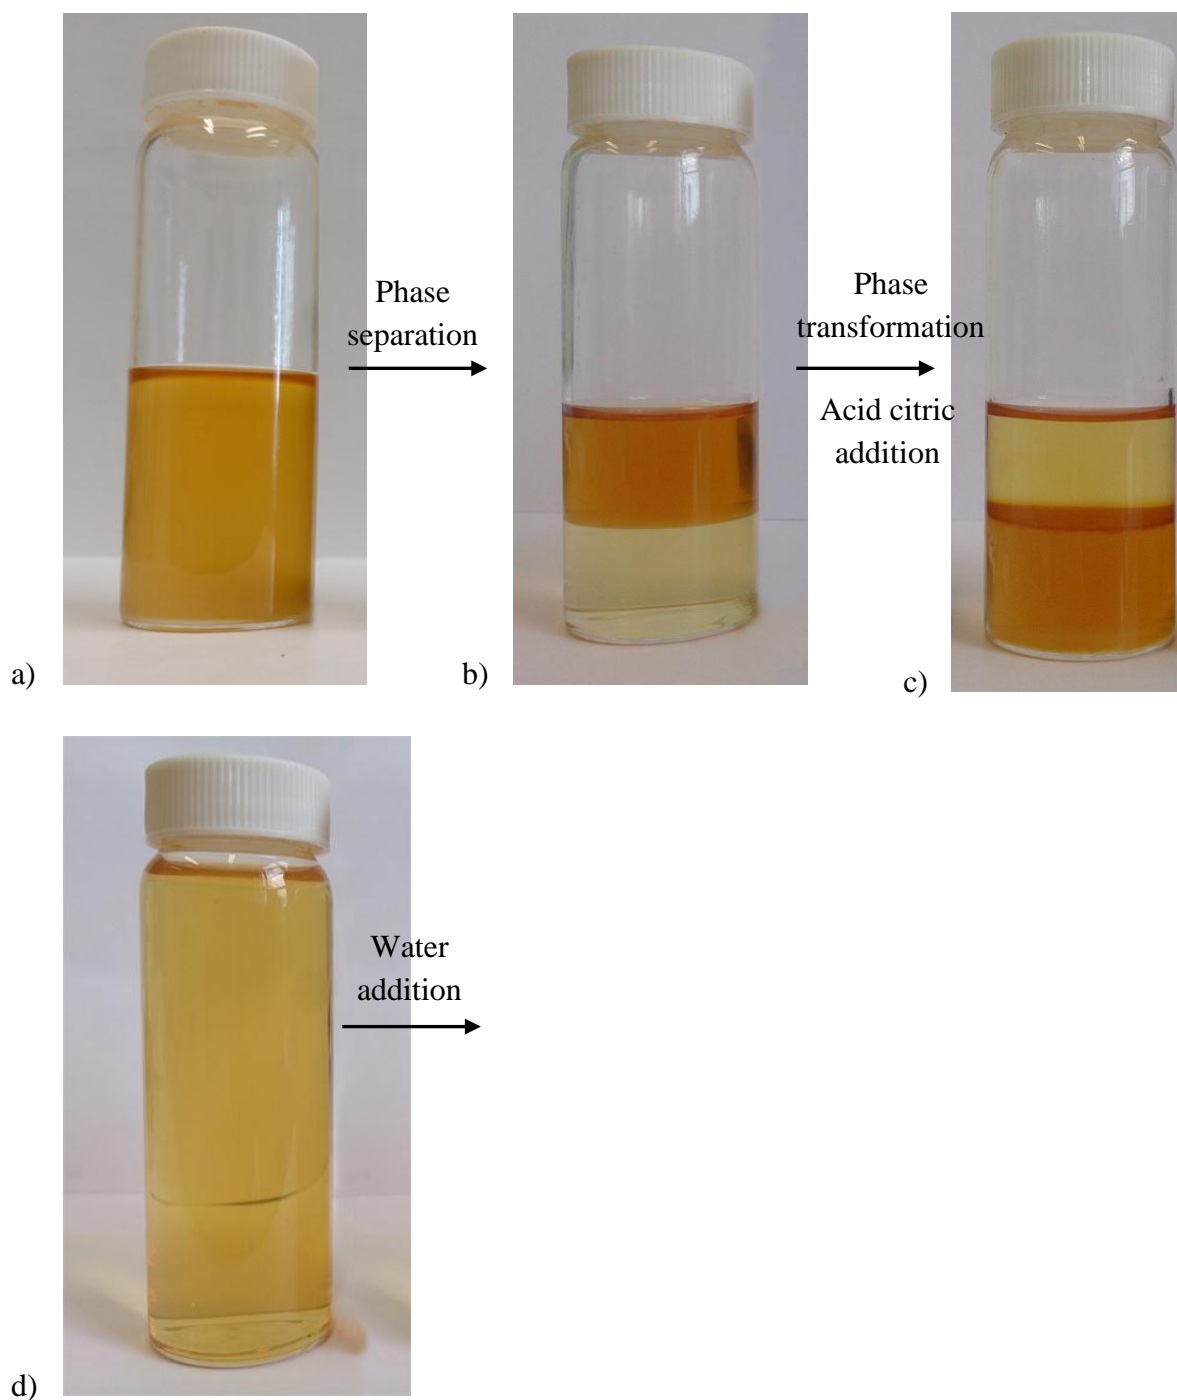 Phase
separation
Phase
transformation
Acid citric
addition
a)
b)
c)
Water
addition
d)